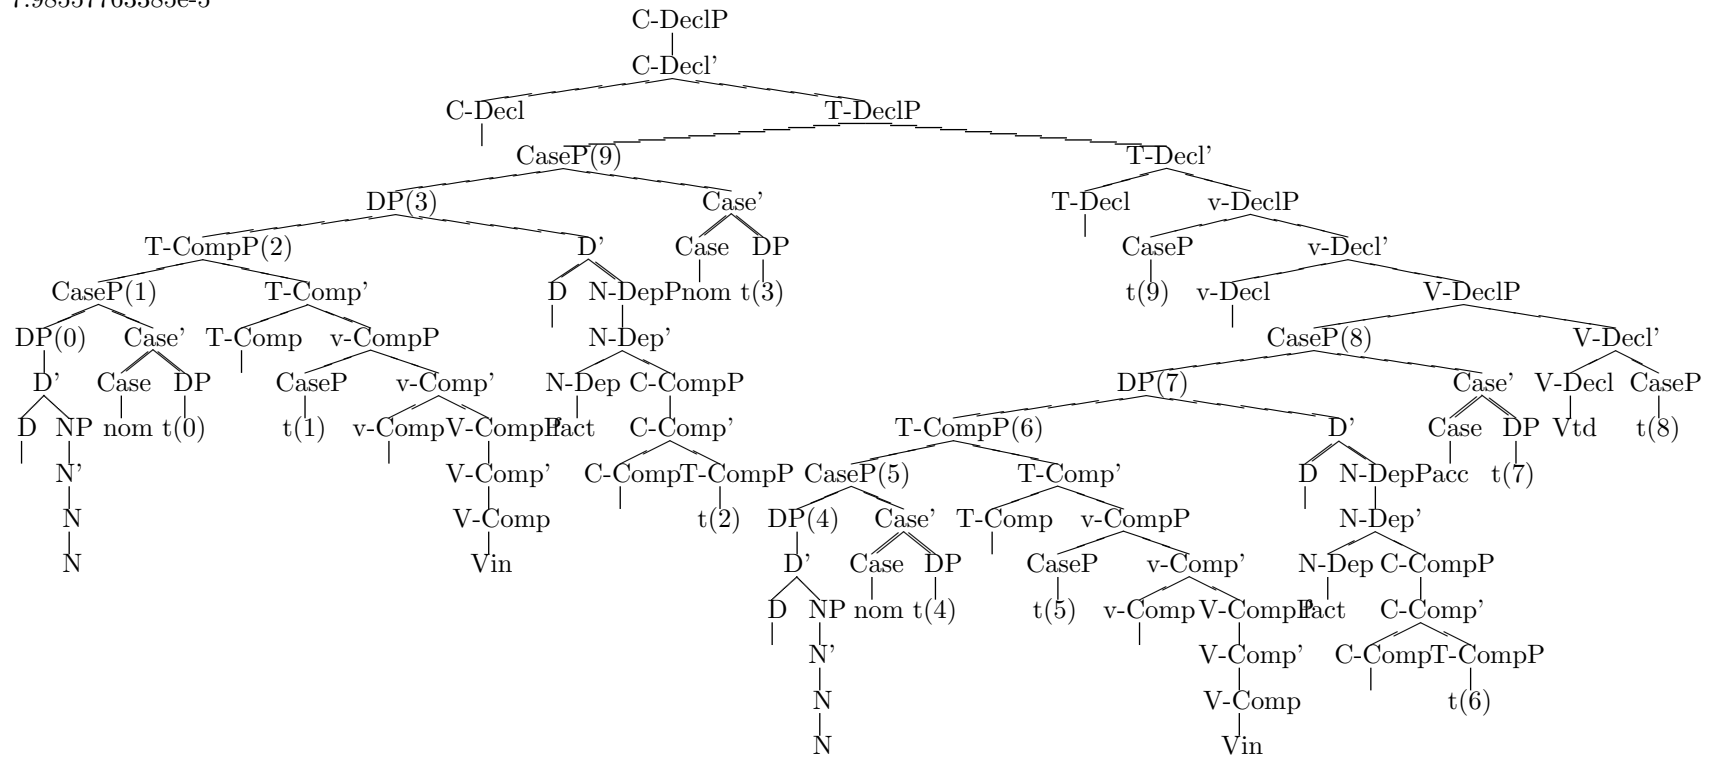 C-DeclP
C-Decl'
C-Decl T-DeclP
CaseP(9) T-Decl'
DP(3) Case' T-Decl v-DeclP
T-CompP(2) D' Case DP CaseP v-Decl'
CaseP(1) T-Comp' D N-DepP nom t(3) t(9) v-Decl V-DeclP
DP(0) Case' T-Comp v-CompP N-Dep' CaseP(8) V-Decl'
D' Case DP CaseP v-Comp' N-Dep C-CompP DP(7) Case' V-Decl CaseP
D NP nom t(0) t(1) v-Comp V-CompP fact C-Comp' T-CompP(6) D' Case DP Vtd t(8)
N' V-Comp' C-Comp T-CompP CaseP(5) T-Comp' D N-DepP acc t(7)
N V-Comp t(2) DP(4) Case' T-Comp v-CompP N-Dep'
N Vin D' Case DP CaseP v-Comp' N-Dep C-CompP
D NP nom t(4) t(5) v-Comp V-CompP fact C-Comp'
N' V-Comp' C-Comp T-CompP
N V-Comp t(6)
N Vin